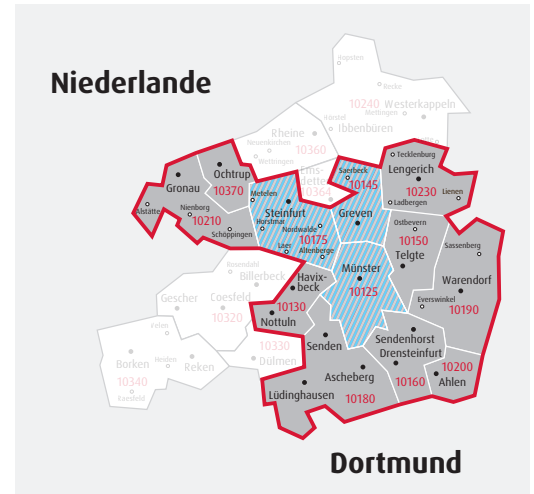 Hopsten
Niederlande
Recke
10240 Westerkappeln
Mettingen
Hörstel
Rheine
Ibbenbüren
Neuenkirchen
10360
Tecklenburg
Wettringen
Ochtrup
Ems-
detten
Saerbeck
10145
Lengerich
Gronau
10370
10364
10230
Metelen
Lienen
Steinfurt
Ladbergen
Alstätte
Nienborg
10210
Horstmar
Greven
Nordwalde
Ostbevern
Schöppingen
10175
10150
Laer
Altenberge
Telgte
Sassenberg
Rosendahl
Münster
Billerbeck
Havix-
beck
Warendorf
Gescher
Coesfeld
10125
10130
Everswinkel
10190
10320
Nottuln
Velen
10330
Senden
Sendenhorst
Borken
Heiden
Reken
Dülmen
Drensteinfurt
10340
10200
Ascheberg
10160
Ahlen
Raesfeld
Lüdinghausen
10180
Dortmund